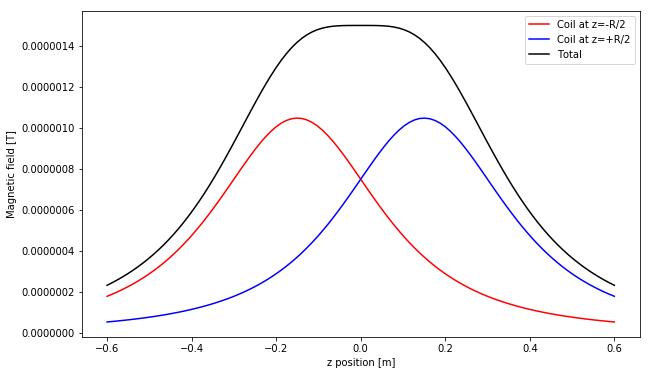 Coil at z=-R/2
Coil at z=+R/2
Total
Magnetic field [T]
0.0000014
0.0000012
0.0000010
0.0000008
0.0000006
0.0000004
0.0000002
0.0000000
−0.6 −0.4 −0.2 0.0 0.2 0.4 0.6
z position [m]